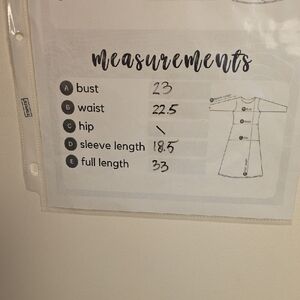 measurements
A bust 23
B waist 22.5
C hip \
D sleeve length 18.5
E full length 33